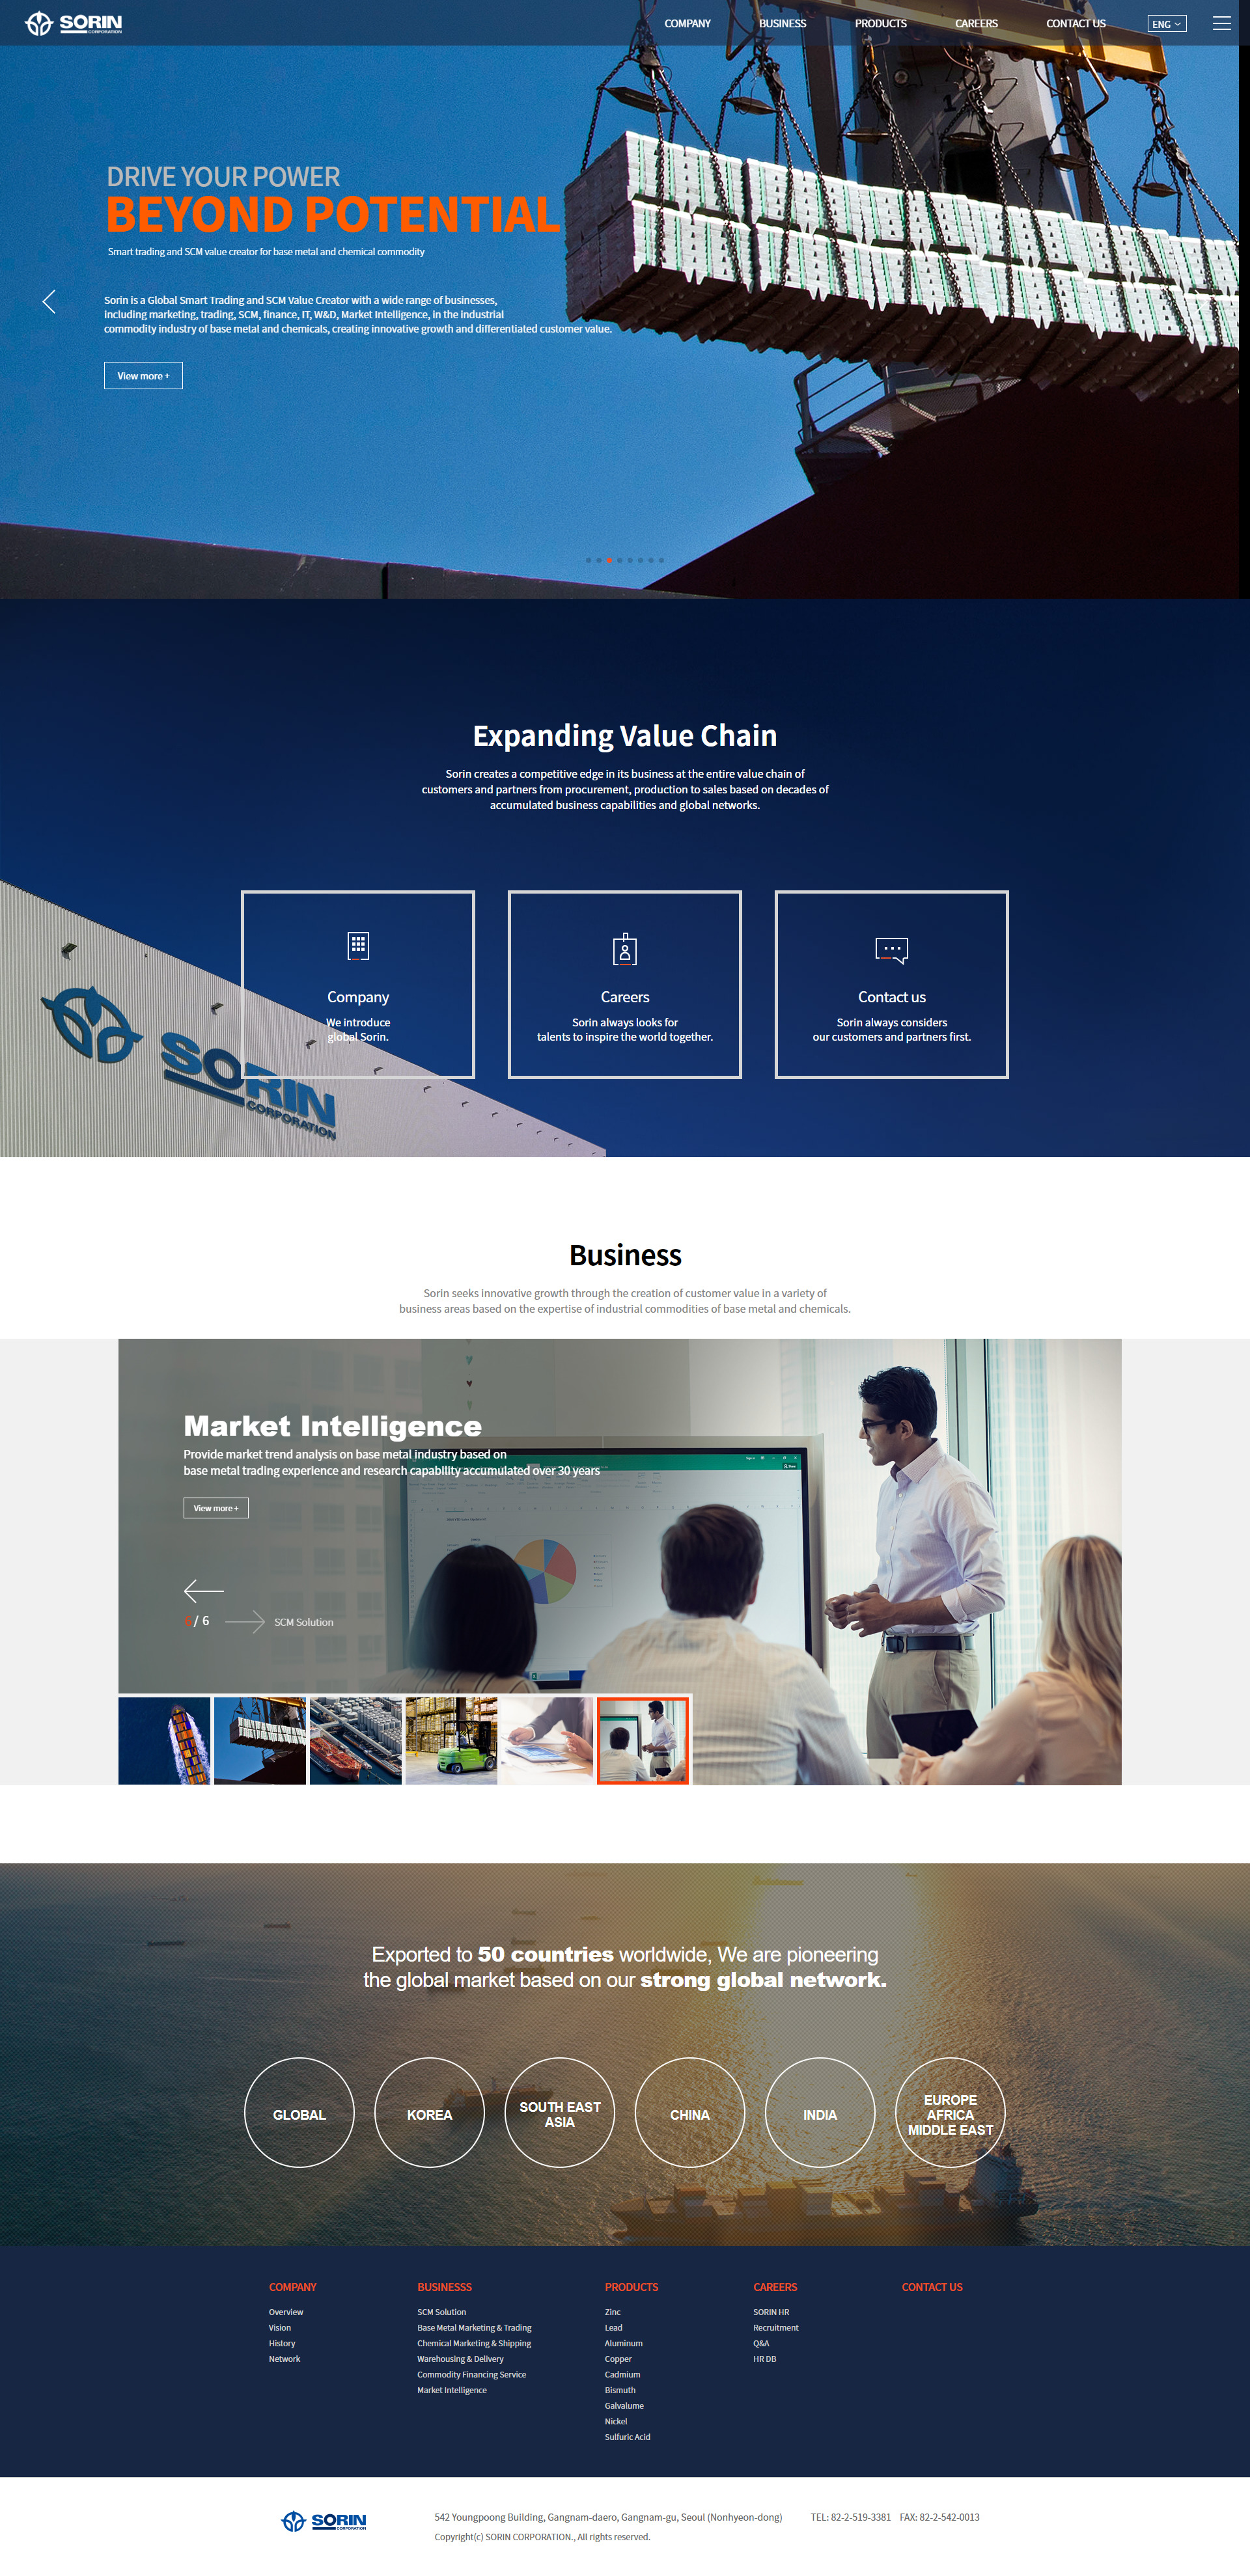 SORIN
CORPORATION
COMPANY
BUSINESS
PRODUCTS
CAREERS
CONTACT US
ENG
DRIVE YOUR POWER
BEYOND POTENTIAL
Smart trading and SCM value creator for base metal and chemical commodity
Sorin is a Global Smart Trading and SCM Value Creator with a wide range of businesses,
including marketing, trading, SCM, finance, IT, W&D, Market Intelligence, in the industrial
commodity industry of base metal and chemicals, creating innovative growth and differentiated customer value.
View more +
Expanding Value Chain
Sorin creates a competitive edge in its business at the entire value chain of
customers and partners from procurement, production to sales based on decades of
accumulated business capabilities and global networks.
Company
We introduce
global Sorin.
Careers
Sorin always looks for
talents to inspire the world together.
Contact us
Sorin always considers
our customers and partners first.
SORIN
CORPORATION
Business
Sorin seeks innovative growth through the creation of customer value in a variety of
business areas based on the expertise of industrial commodities of base metal and chemicals.
Market Intelligence
Provide market trend analysis on base metal industry based on
base metal trading experience and research capability accumulated over 30 years
View more +
6 / 6
SCM Solution
Exported to 50 countries worldwide, We are pioneering
the global market based on our strong global network.
GLOBAL
KOREA
SOUTH EAST
ASIA
CHINA
INDIA
EUROPE
AFRICA
MIDDLE EAST
COMPANY
Overview
Vision
History
Network
BUSINESSS
SCM Solution
Base Metal Marketing & Trading
Chemical Marketing & Shipping
Warehousing & Delivery
Commodity Financing Service
Market Intelligence
PRODUCTS
Zinc
Lead
Aluminum
Copper
Cadmium
Bismuth
Galvalume
Nickel
Sulfuric Acid
CAREERS
SORIN HR
Recruitment
Q&A
HR DB
CONTACT US
SORIN
CORPORATION
542 Youngpoong Building, Gangnam-daero, Gangnam-gu, Seoul (Nonhyeon-dong) TEL: 82-2-519-3381 FAX: 82-2-542-0013
Copyright(c) SORIN CORPORATION., All rights reserved.